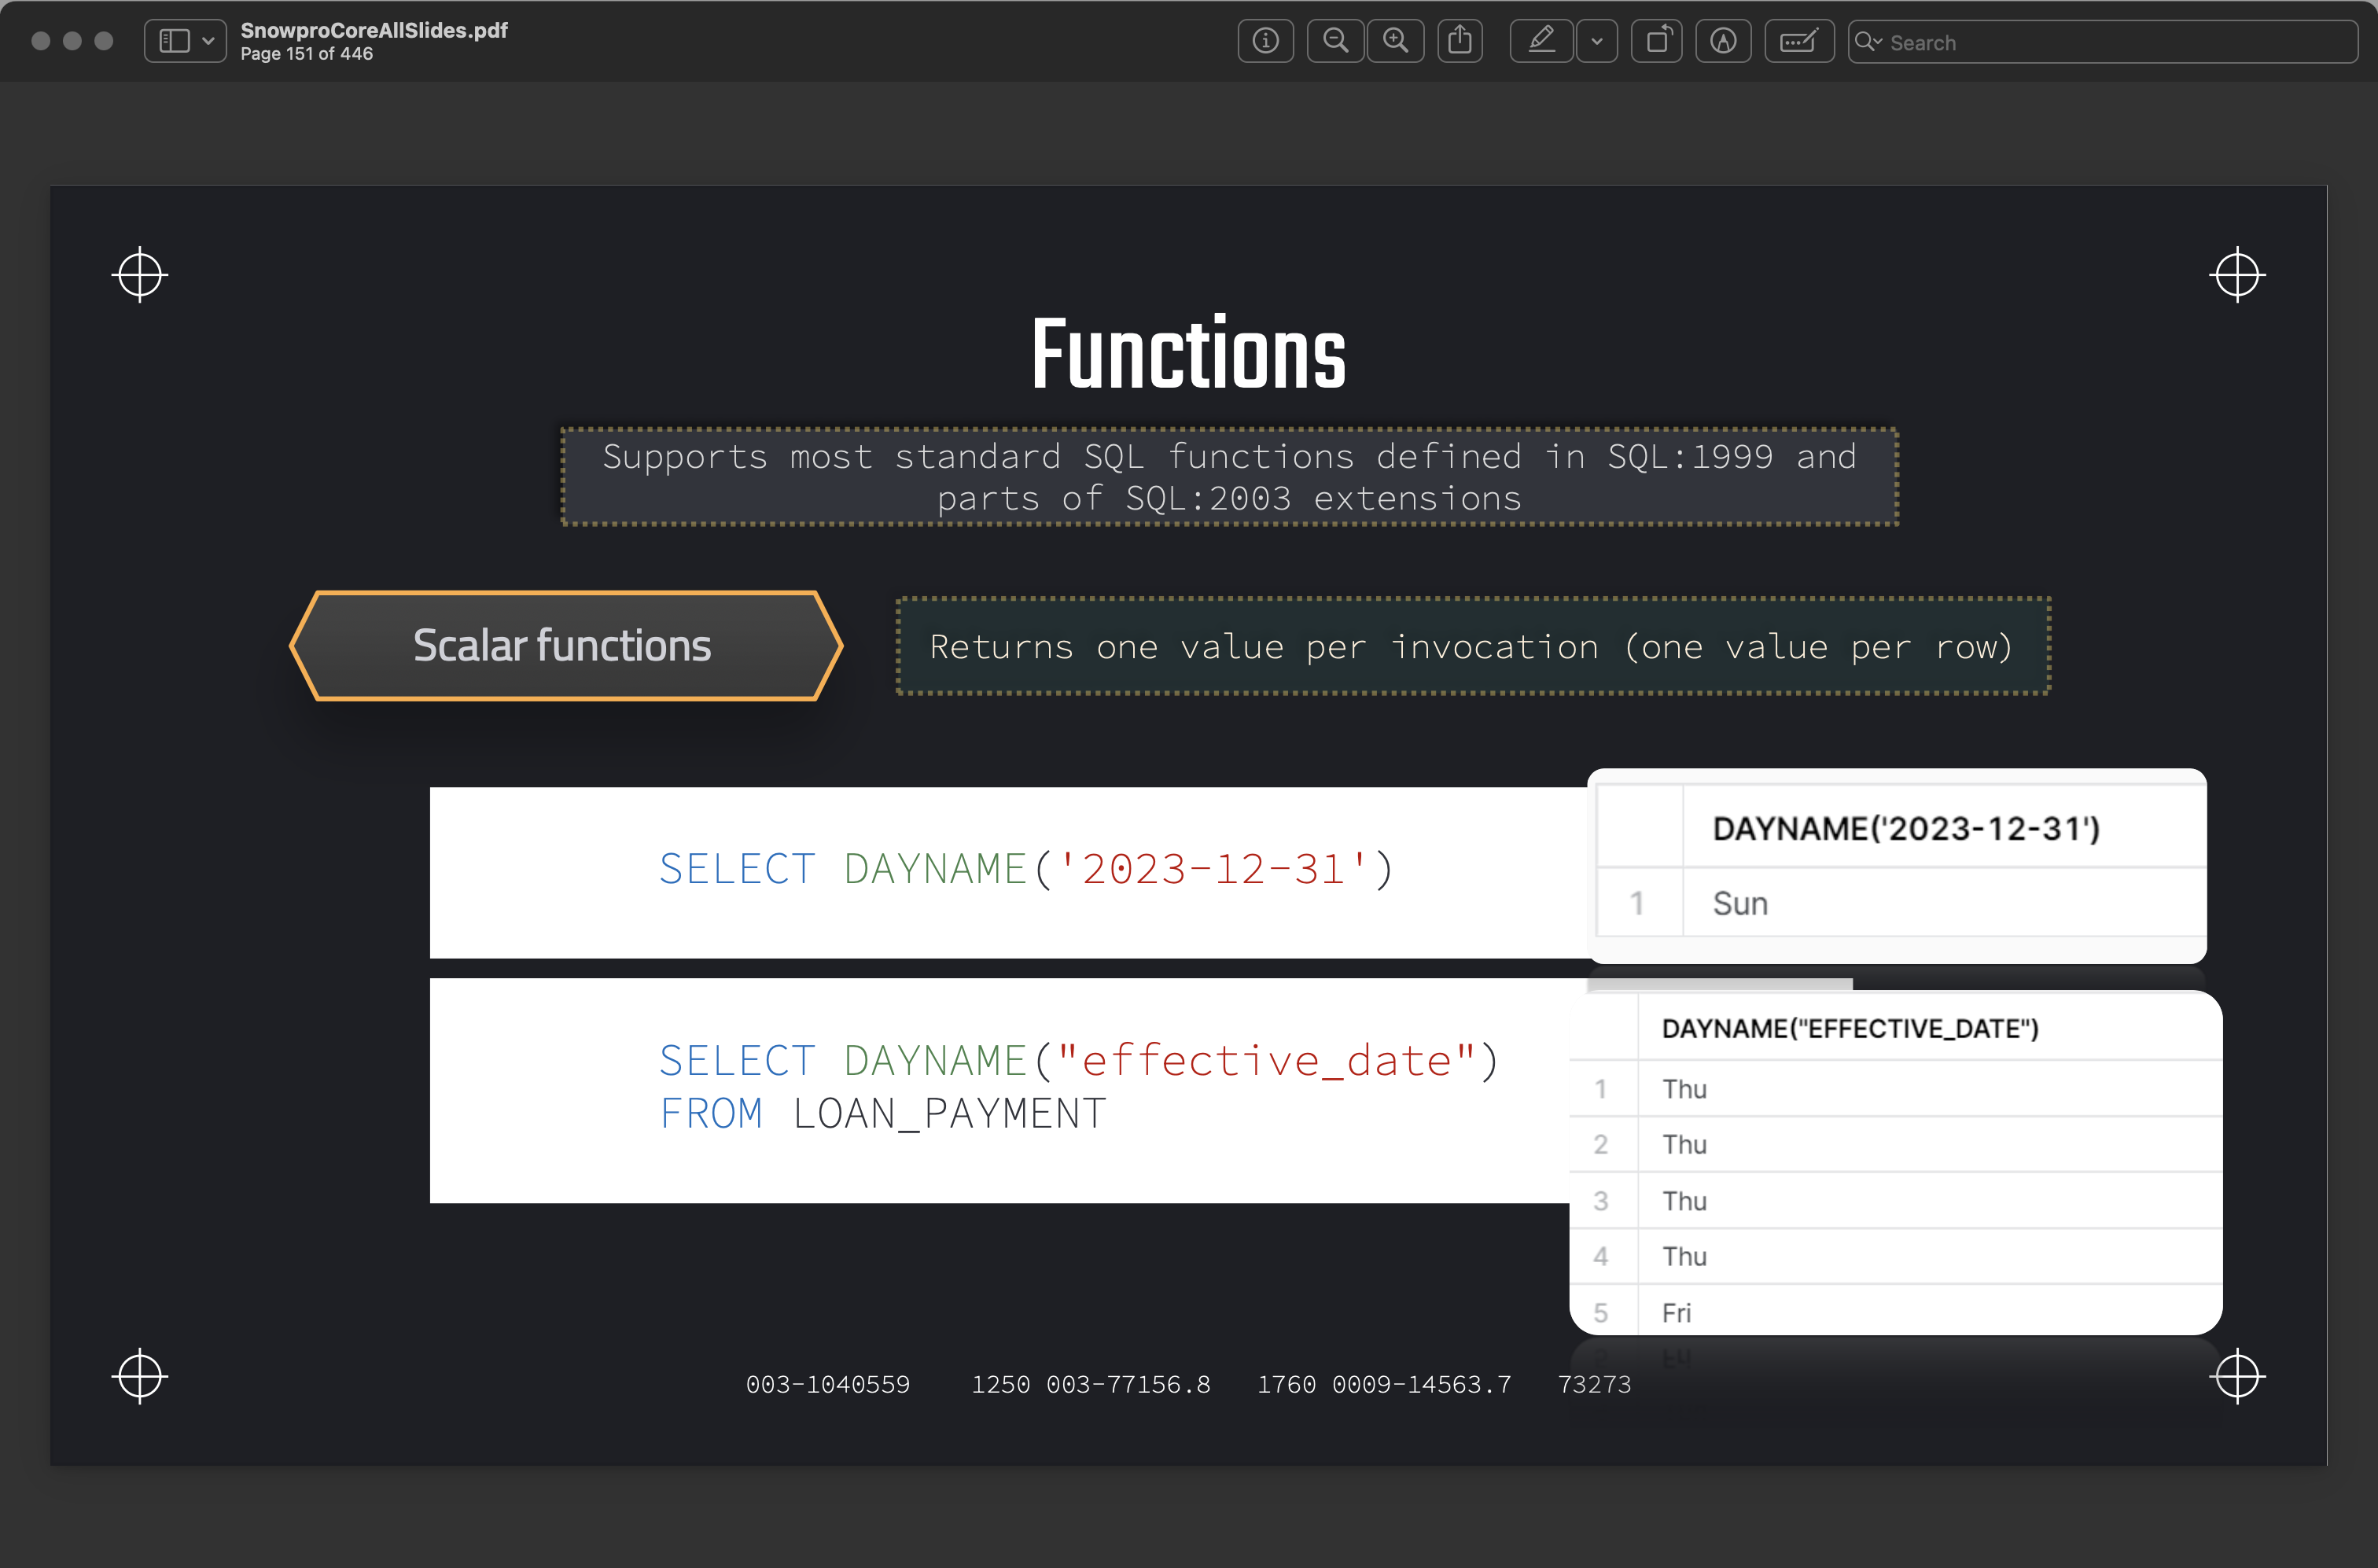 SnowproCoreAllSlides.pdf
Page 151 of 446
Search
Functions
Supports most standard SQL functions defined in SQL:1999 and
parts of SQL:2003 extensions
Scalar functions
Returns one value per invocation (one value per row)
SELECT DAYNAME('2023-12-31')
DAYNAME('2023-12-31')
1 Sun
SELECT DAYNAME("effective_date")
FROM LOAN_PAYMENT
DAYNAME("EFFECTIVE_DATE")
1 Thu
2 Thu
3 Thu
4 Thu
5 Fri
003-1040559 1250 003-77156.8 1760 0009-14563.7 73273